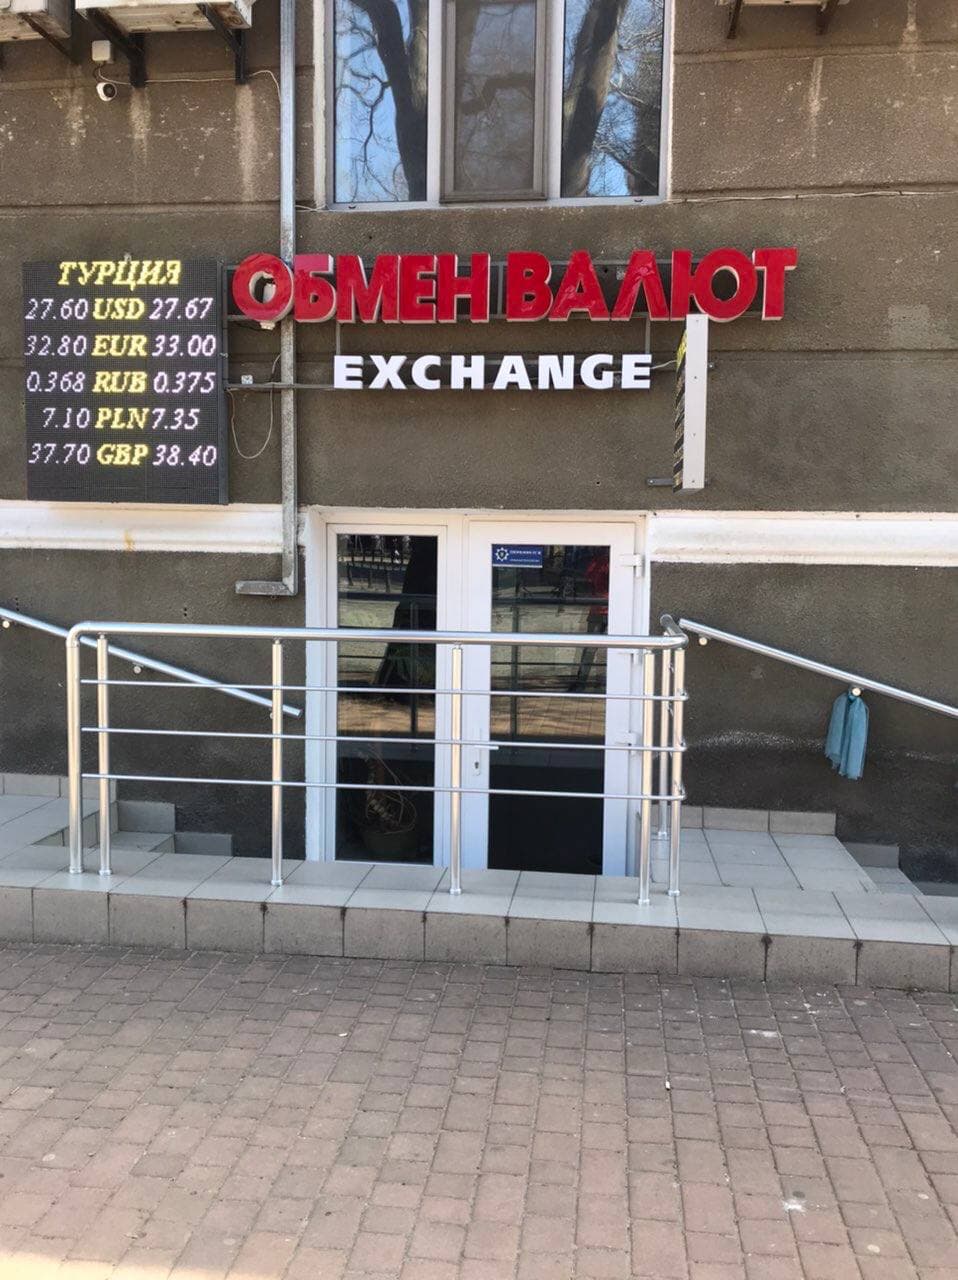 ТУРЦИЯ
27.60 USD 27.67
32.80 EUR 33.00
0.368 RUB 0.375
7.10 PLN 7.35
37.70 GBP 38.40
ОБМЕН ВАЛЮТ
EXCHANGE